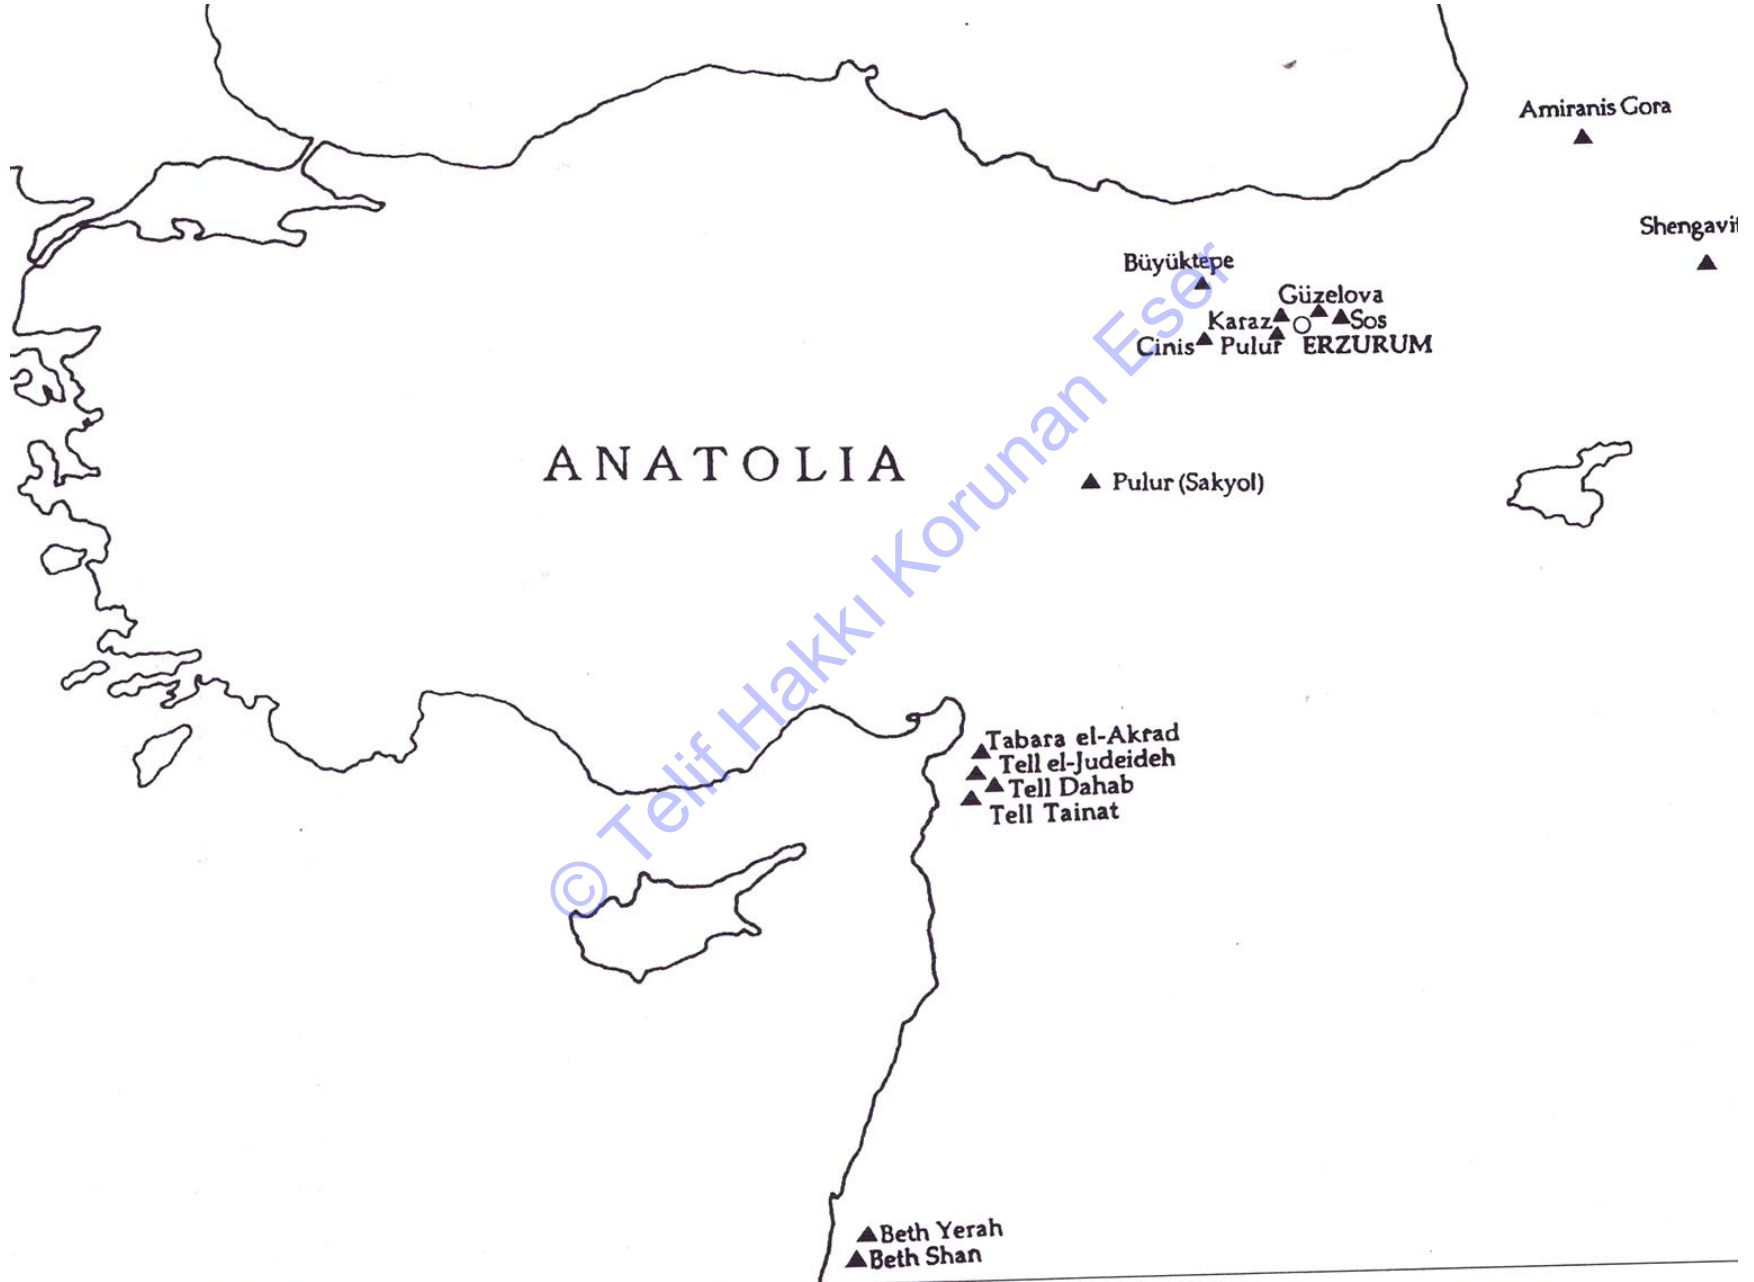 Amiranis Gora
Shengavit
Büyüktepe
Güzelova
Karaz
Sos
Cinis
Pulur
ERZURUM
ANATOLIA
Pulur (Sakyol)
Tabara el-Akrad
Tell el-Judeideh
Tell Dahab
Tell Tainat
Beth Yerah
Beth Shan
© Telif Hakkı Korunan Eser